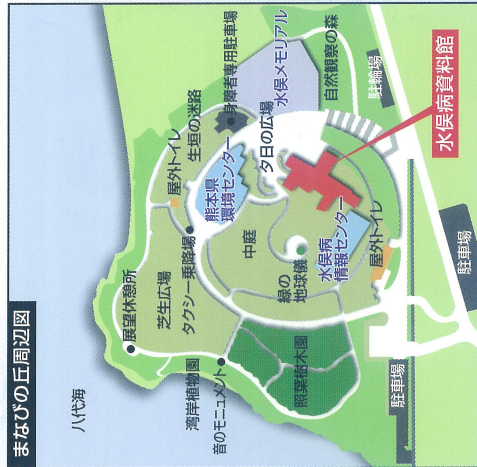 まなびの丘周辺図
八代海
展望休憩所
芝生広場
タクシー乗降場
屋外トイレ
生垣の迷路
身障者専用駐車場
熊本県
環境センター
夕日の広場
水俣メモリアル
自然観察の森
駐輪場
水俣病資料館
中庭
緑の
地球儀
水俣病
情報センター
屋外トイレ
駐車場
湾岸植物園
音のモニュメント
照葉樹木園
駐車場